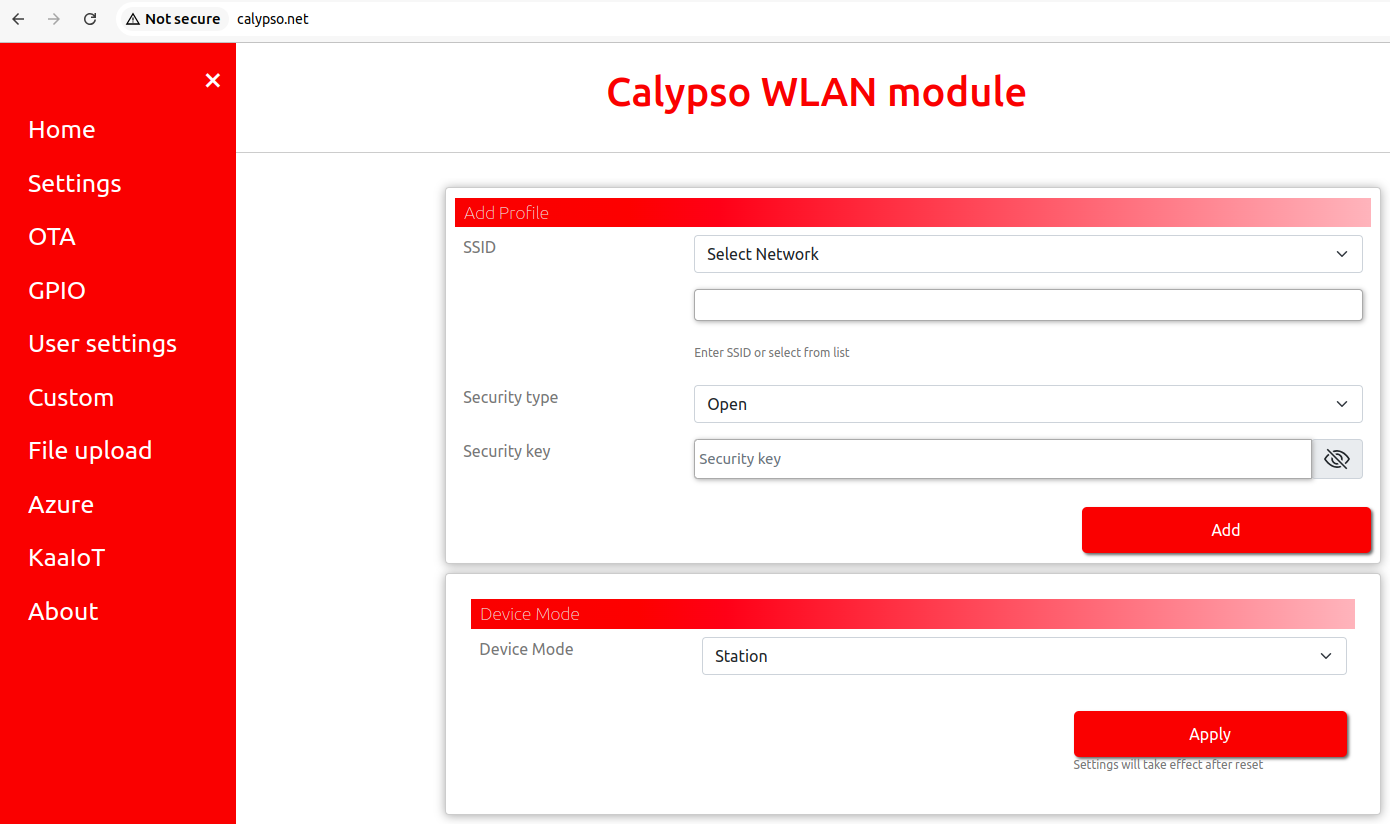 Not secure calypso.net
×
Home
Settings
OTA
GPIO
User settings
Custom
File upload
Azure
KaaIoT
About
Calypso WLAN module
Add Profile
SSID
Select Network
Enter SSID or select from list
Security type
Open
Security key
Security key
Add
Device Mode
Device Mode
Station
Apply
Settings will take effect after reset